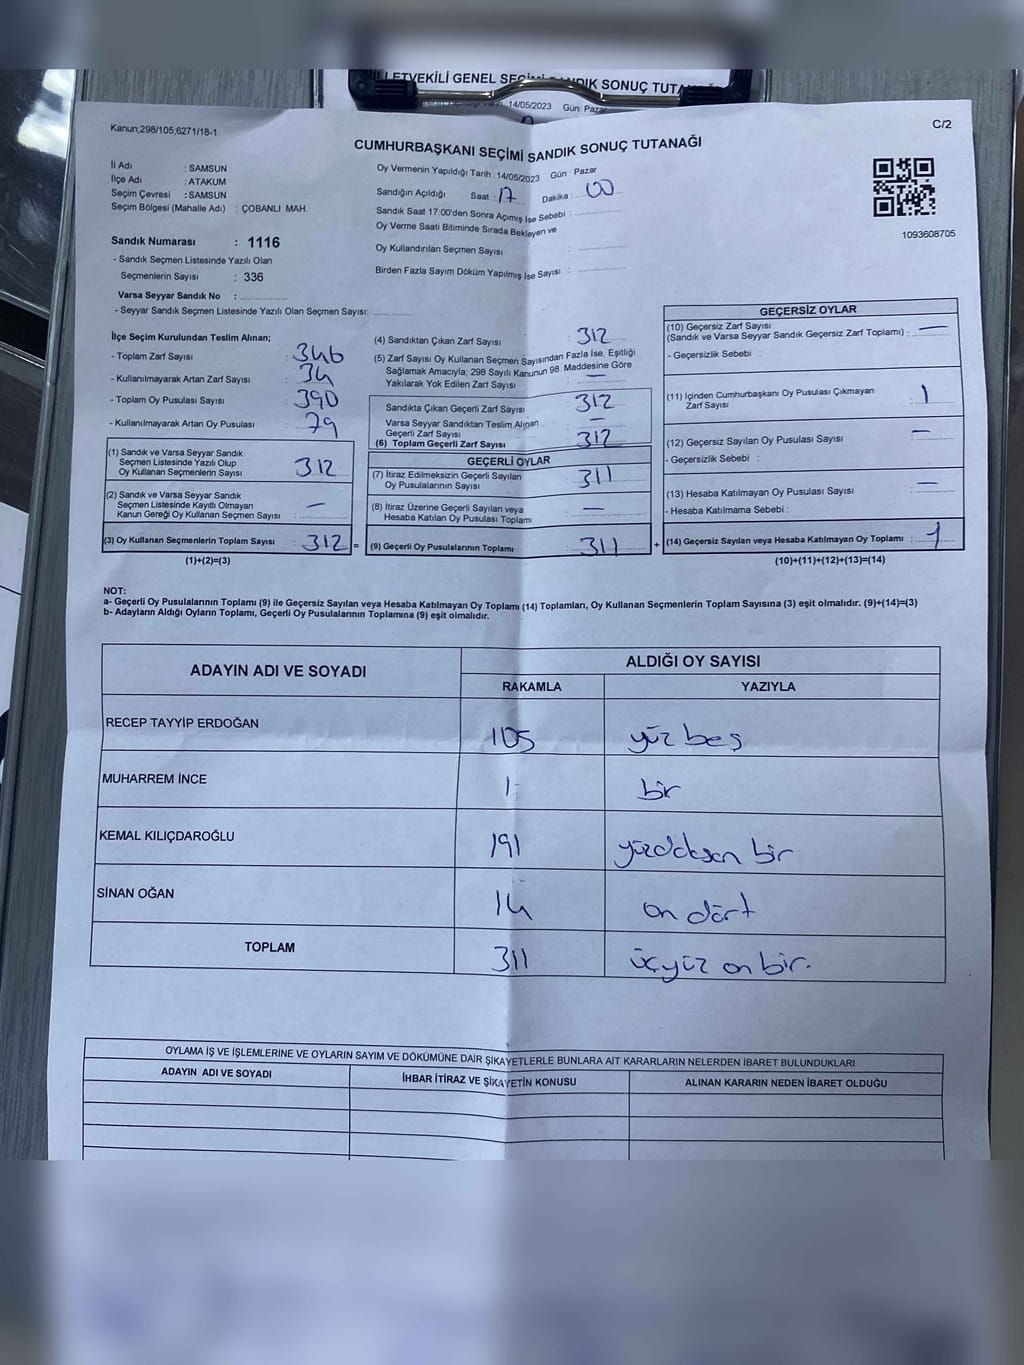 LETVEKİLİ GENEL SEÇİMİ SANDIK SONUÇ TUTANAĞI
14/05/2023 Gün: Pazar
Kanun;298/105,6271/18-1
C/2
CUMHURBAŞKANI SEÇİMİ SANDIK SONUÇ TUTANAĞI
İl Adı : SAMSUN
İlçe Adı : ATAKUM
Seçim Çevresi : SAMSUN
Seçim Bölgesi (Mahalle Adı) : ÇOBANLI MAH.
Sandık Numarası : 1116
- Sandık Seçmen Listesinde Yazılı Olan
Seçmenlerin Sayısı : 336
Varsa Seyyar Sandık No :
- Seyyar Sandık Seçmen Listesinde Yazılı Olan Seçmen Sayısı:
Oy Vermenin Yapıldığı Tarih : 14/05/2023 Gün : Pazar
Sandığın Açıldığı Saat : 17 Dakika : 00
Sandık Saat 17:00'den Sonra Açımış İse Sebebi :
Oy Verme Saati Bitiminde Sırada Bekleyen ve
Oy Kullandırılan Seçmen Sayısı :
Birden Fazla Sayım Döküm Yapılmış İse Sayısı :
1093608705
İlçe Seçim Kurulundan Teslim Alınan;
- Toplam Zarf Sayısı : 346
- Kullanılmayarak Artan Zarf Sayısı : 34
- Toplam Oy Pusulası Sayısı : 390
- Kullanılmayarak Artan Oy Pusulası : 79
(1) Sandık ve Varsa Seyyar Sandık
Seçmen Listesinde Yazılı Olup
Oy Kullanan Seçmenlerin Sayısı : 312
(2) Sandık ve Varsa Seyyar Sandık
Seçmen Listesinde Kayıtlı Olmayan
Kanun Gereği Oy Kullanan Seçmen Sayısı : —
(3) Oy Kullanan Seçmenlerin Toplam Sayısı : 312 =
(1)+(2)=(3)
(4) Sandıktan Çıkan Zarf Sayısı : 312
(5) Zarf Sayısı Oy Kullanan Seçmen Sayısından Fazla İse, Eşitliği
Sağlamak Amacıyla; 298 Sayılı Kanunun 98. Maddesine Göre
Yakılarak Yok Edilen Zarf Sayısı : —
Sandıkta Çıkan Geçerli Zarf Sayısı : 312
Varsa Seyyar Sandıktan Teslim Alınan
Geçerli Zarf Sayısı : —
(6) Toplam Geçerli Zarf Sayısı : 312
GEÇERLİ OYLAR
(7) İtiraz Edilmeksizin Geçerli Sayılan
Oy Pusulalarının Sayısı : 311
(8) İtiraz Üzerine Geçerli Sayılan veya
Hesaba Katılan Oy Pusulası Toplamı : —
(9) Geçerli Oy Pusulalarının Toplamı : 311 +
GEÇERSİZ OYLAR
(10) Geçersiz Zarf Sayısı
(Sandık ve Varsa Seyyar Sandık Geçersiz Zarf Toplamı) : —
- Geçersizlik Sebebi :
(11) İçinden Cumhurbaşkanı Oy Pusulası Çıkmayan
Zarf Sayısı : 1
(12) Geçersiz Sayılan Oy Pusulası Sayısı : —
- Geçersizlik Sebebi :
(13) Hesaba Katılmayan Oy Pusulası Sayısı : —
- Hesaba Katılmama Sebebi :
(14) Geçersiz Sayılan veya Hesaba Katılmayan Oy Toplamı : 1
(10)+(11)+(12)+(13)=(14)
NOT:
a- Geçerli Oy Pusulalarının Toplamı (9) ile Geçersiz Sayılan veya Hesaba Katılmayan Oy Toplamı (14) Toplamları, Oy Kullanan Seçmenlerin Toplam Sayısına (3) eşit olmalıdır. (9)+(14)=(3)
b- Adayların Aldığı Oyların Toplamı, Geçerli Oy Pusulalarının Toplamına (9) eşit olmalıdır.
ADAYIN ADI VE SOYADI ALDIĞI OY SAYISI
RAKAMLA YAZIYLA
RECEP TAYYİP ERDOĞAN 105 yüz beş
MUHARREM İNCE 1- bir
KEMAL KILIÇDAROĞLU 191 yüzdoksan bir
SİNAN OĞAN 14 on dört
TOPLAM 311 üçyüz on bir.
OYLAMA İŞ VE İŞLEMLERİNE VE OYLARIN SAYIM VE DÖKÜMÜNE DAİR ŞİKAYETLERLE BUNLARA AİT KARARLARIN NELERDEN İBARET BULUNDUKLARI
ADAYIN ADI VE SOYADI İHBAR İTİRAZ VE ŞİKAYETİN KONUSU ALINAN KARARIN NEDEN İBARET OLDUĞU